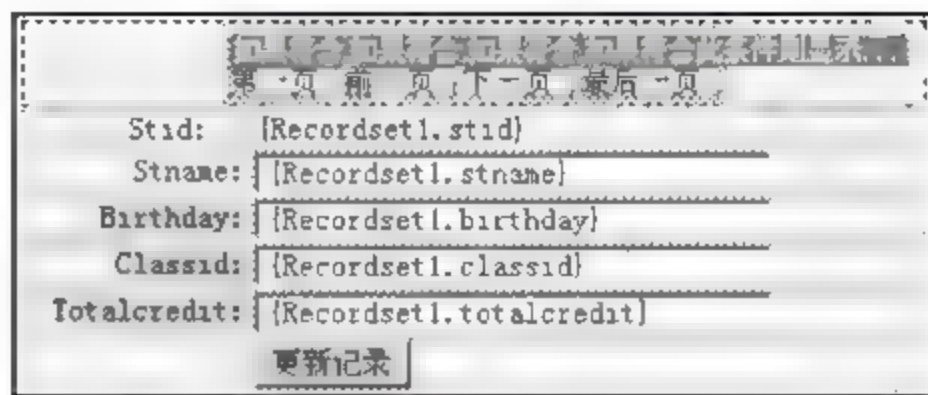 第一页 前一页 下一页 最后一页
Stid: {Recordset1.stid}
Stname: {Recordset1.stname}
Birthday: {Recordset1.birthday}
Classid: {Recordset1.classid}
Totalcredit: {Recordset1.totalcredit}
更新记录